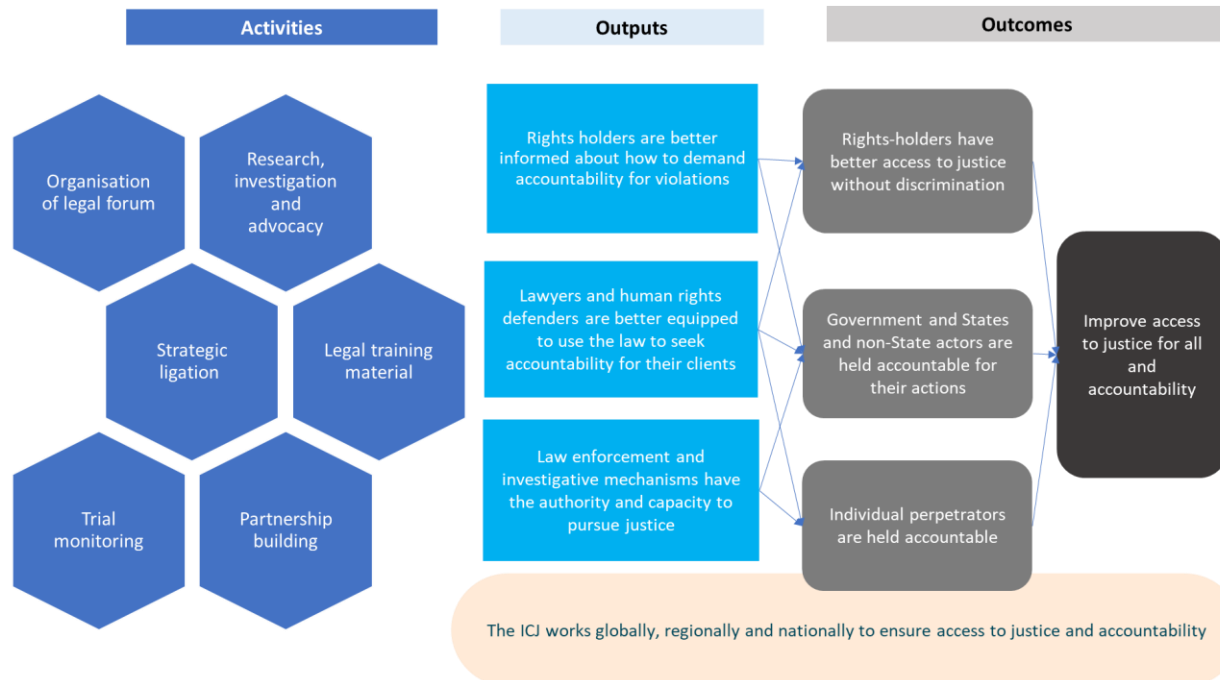 Activities
Outputs
Outcomes
Organisation
of legal forum
Research,
investigation
and
advocacy
Strategic
ligation
Legal training
material
Trial
monitoring
Partnership
building
Rights holders are better
informed about how to demand
accountability for violations
Lawyers and human rights
defenders are better equipped
to use the law to seek
accountability for their clients
Law enforcement and
investigative mechanisms have
the authority and capacity to
pursue justice
Rights-holders have
better access to justice
without discrimination
Government and States
and non-State actors are
held accountable for
their actions
Individual perpetrators
are held accountable
Improve access
to justice for all
and
accountability
The ICJ works globally, regionally and nationally to ensure access to justice and accountability